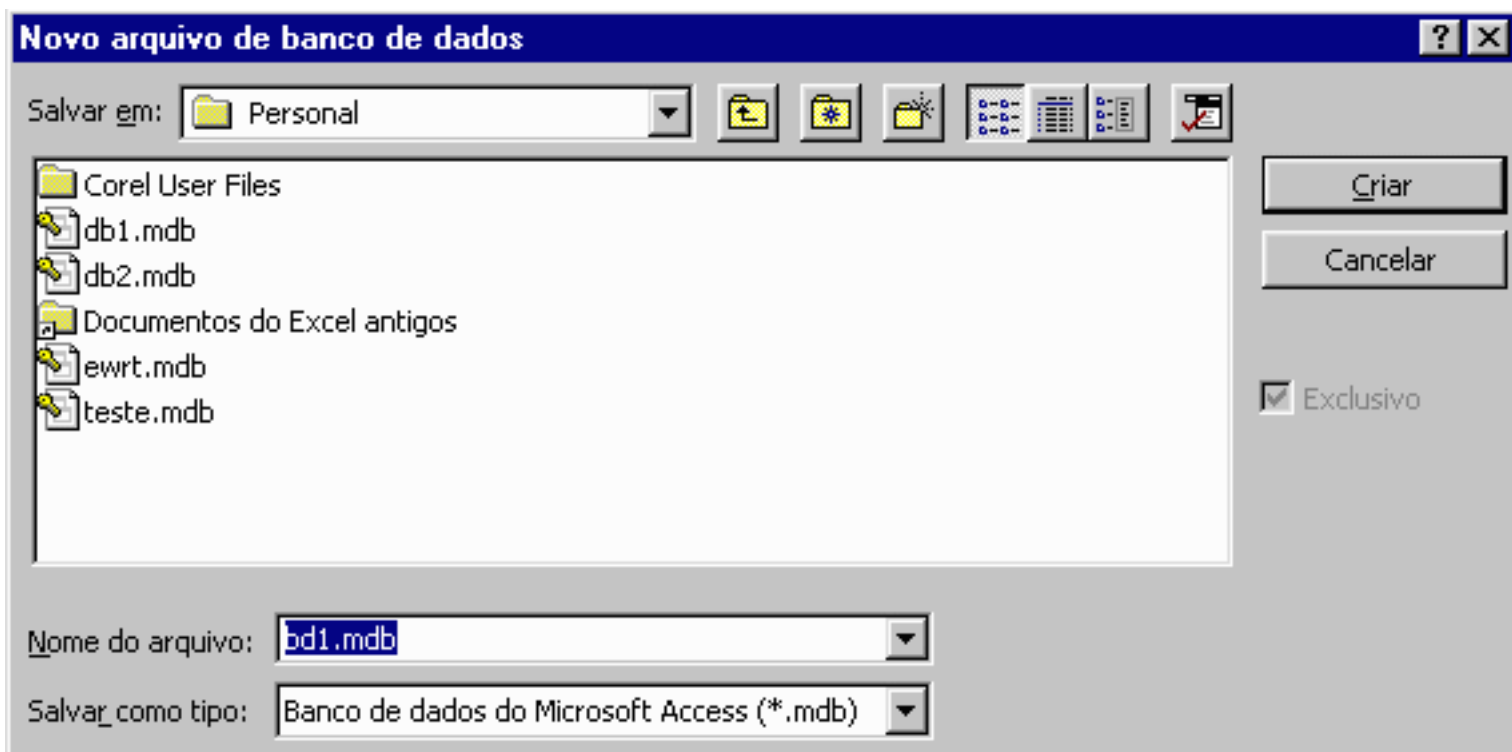 Novo arquivo de banco de dados
Salvar em: Personal
Corel User Files
db1.mdb
db2.mdb
Documentos do Excel antigos
ewrt.mdb
teste.mdb
Criar
Cancelar
Exclusivo
Nome do arquivo: bd1.mdb
Salvar como tipo: Banco de dados do Microsoft Access (*.mdb)